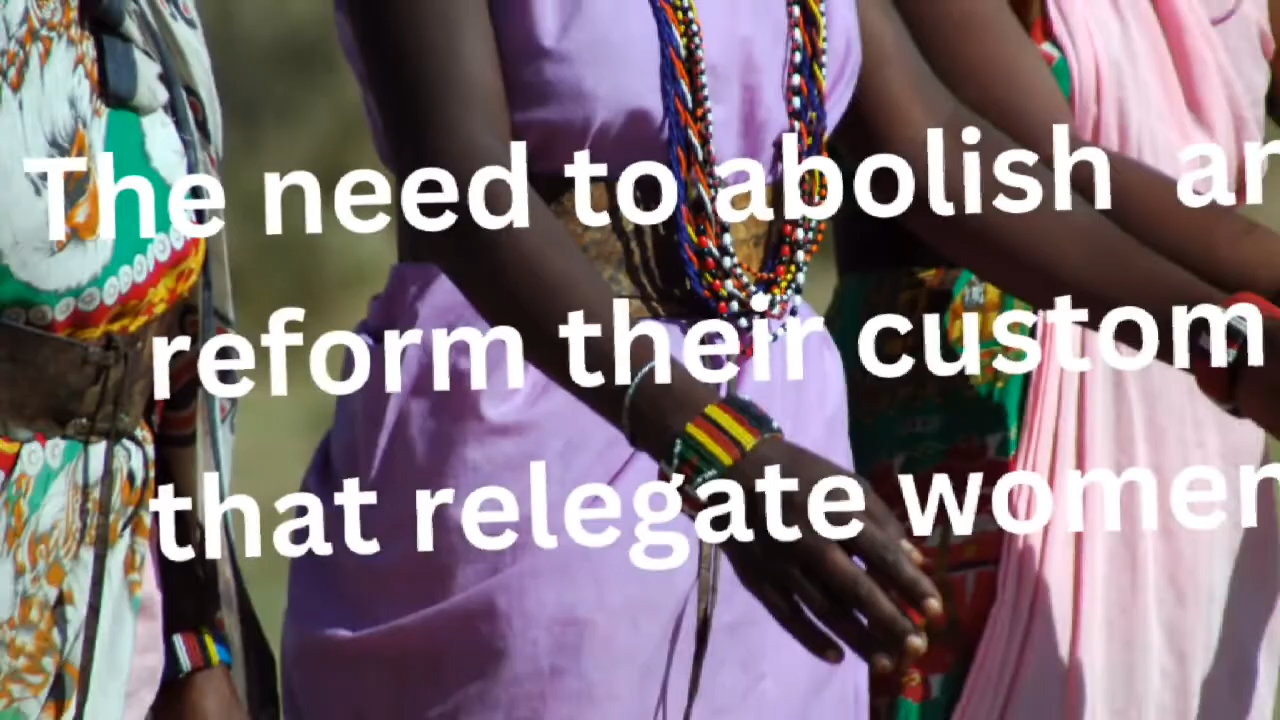 The need to abolish
reform their custom
that relegate women